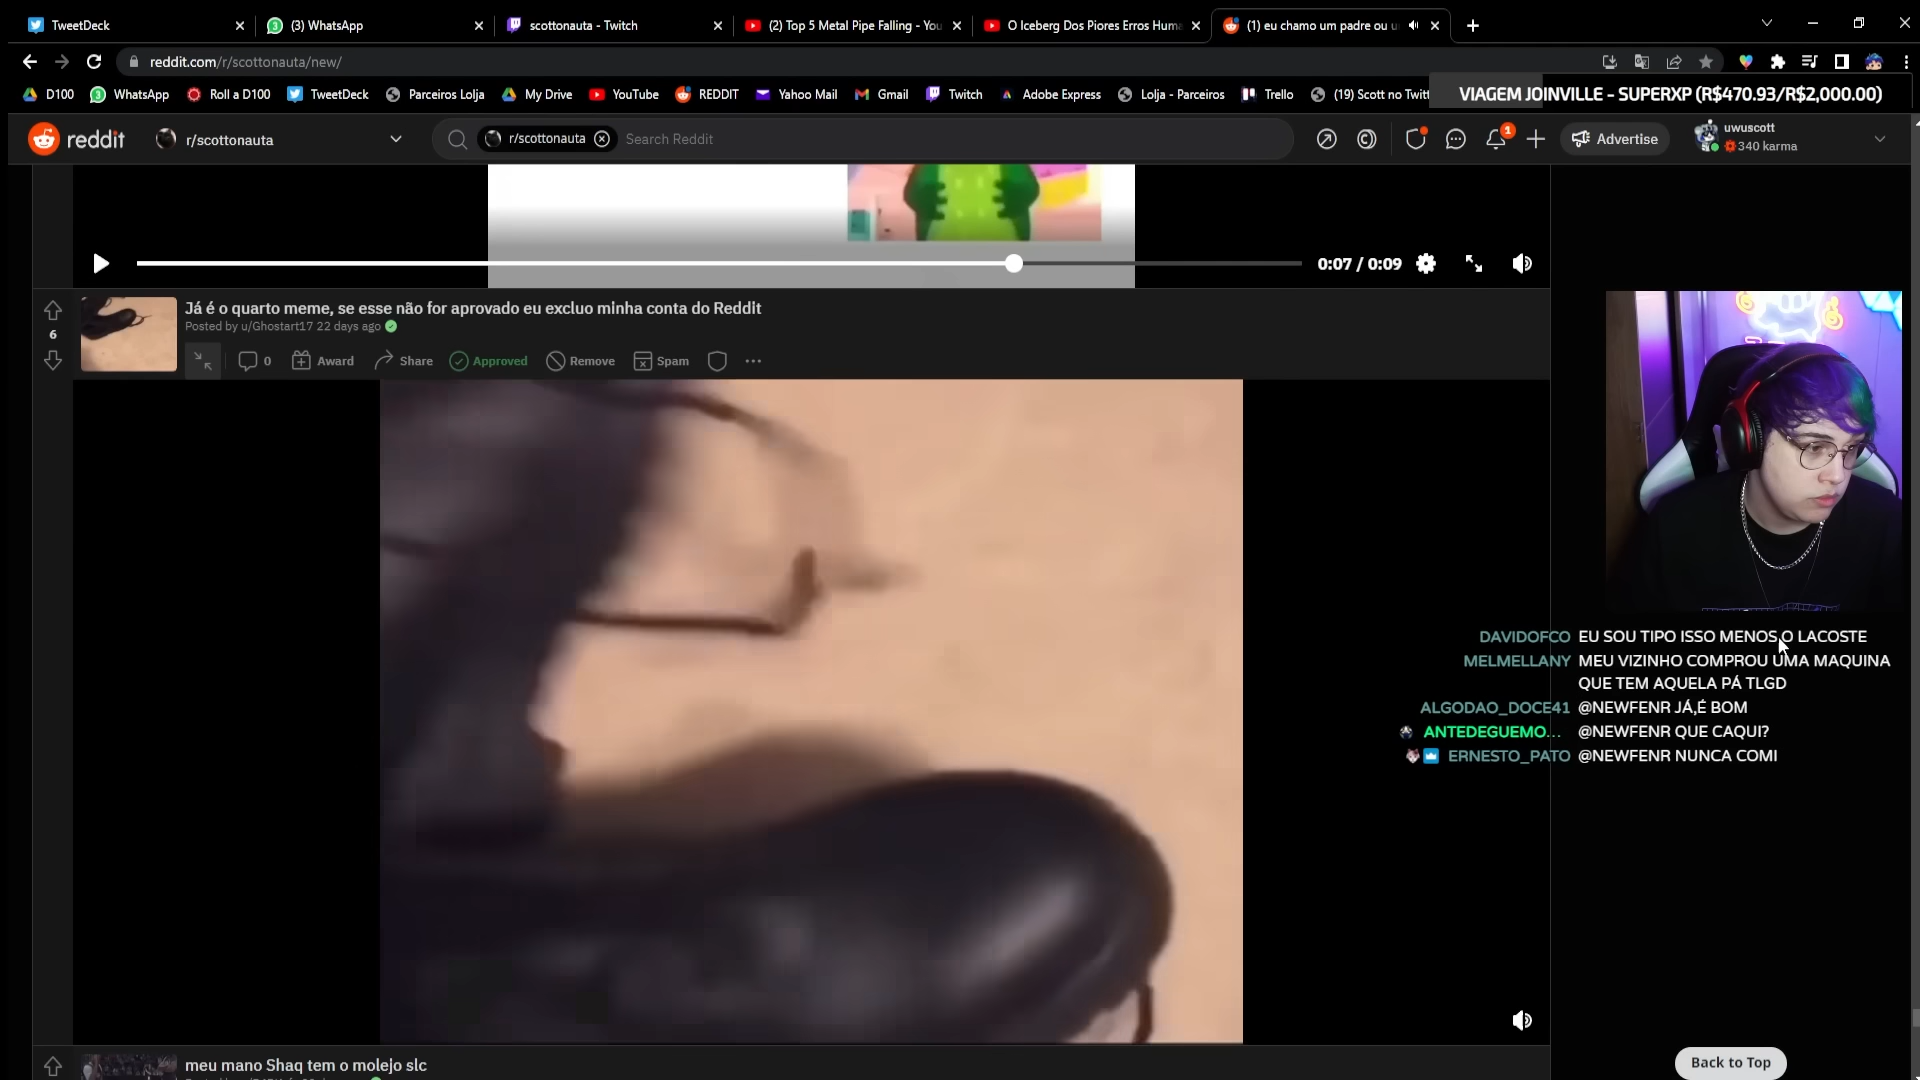 TweetDeck
(3) WhatsApp
scottonauta - Twitch
(2) Top 5 Metal Pipe Falling - You
O Iceberg Dos Piores Erros Huma
(1) eu chamo um padre ou u
reddit.com/r/scottonauta/new/
D100
WhatsApp
Roll a D100
TweetDeck
Parceiros Lolja
My Drive
YouTube
REDDIT
Yahoo Mail
Gmail
Twitch
Adobe Express
Lolja - Parceiros
Trello
(19) Scott no Twitt
VIAGEM JOINVILLE - SUPERXP (R$470.93/R$2,000.00)
reddit
r/scottonauta
r/scottonauta
Search Reddit
1
Advertise
uwuscott
340 karma
0:07 / 0:09
6
Já é o quarto meme, se esse não for aprovado eu excluo minha conta do Reddit
Posted by u/Ghostart17 22 days ago
0
Award
Share
Approved
Remove
Spam
DAVIDOFCO EU SOU TIPO ISSO MENOS O LACOSTE
MELMELLANY MEU VIZINHO COMPROU UMA MAQUINA
QUE TEM AQUELA PÁ TLGD
ALGODAO_DOCE41 @NEWFENR JÁ,É BOM
ANTEDEGUEMO... @NEWFENR QUE CAQUI?
ERNESTO_PATO @NEWFENR NUNCA COMI
meu mano Shaq tem o molejo slc
Back to Top